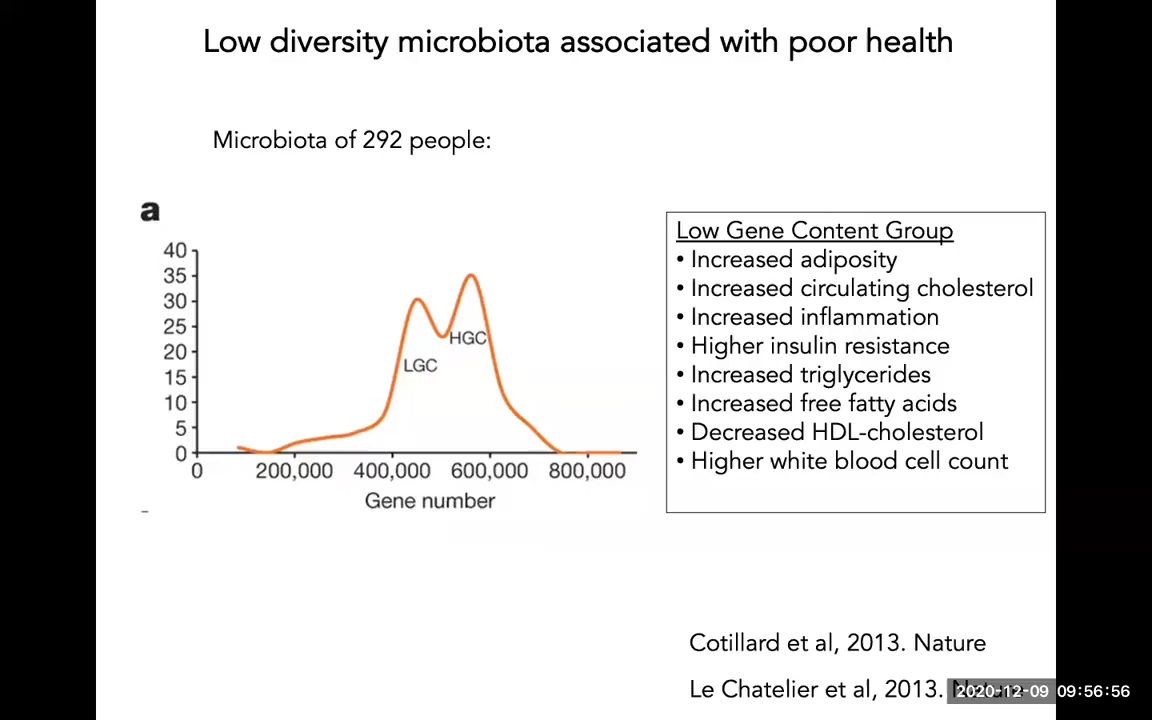 Low diversity microbiota associated with poor health
Microbiota of 292 people:
a
40
35
30
25
20
15
10
5
0
HGC
LGC
0 200,000 400,000 600,000 800,000
Gene number
Low Gene Content Group
• Increased adiposity
• Increased circulating cholesterol
• Increased inflammation
• Higher insulin resistance
• Increased triglycerides
• Increased free fatty acids
• Decreased HDL-cholesterol
• Higher white blood cell count
Cotillard et al, 2013. Nature
Le Chatelier et al, 2013.
2020-12-09 09:56:56